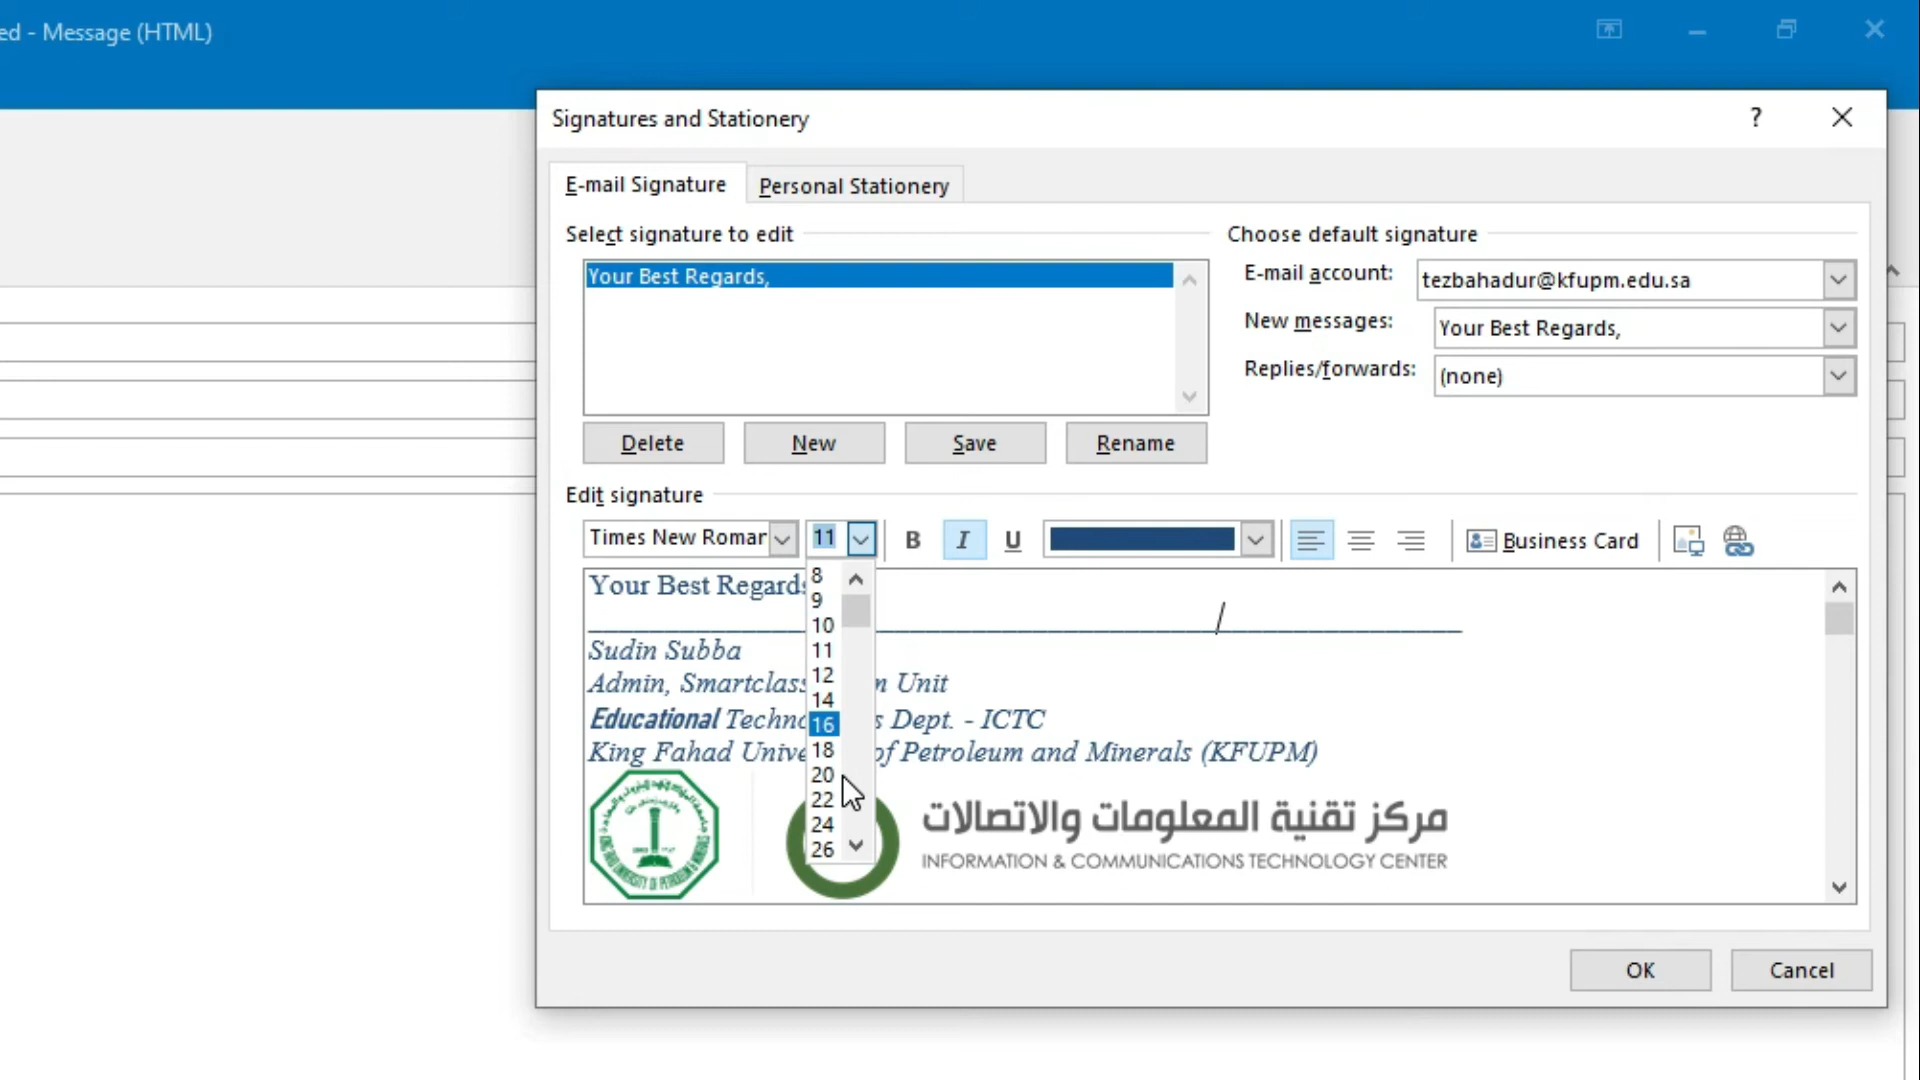 ed - Message (HTML)
Signatures and Stationery
?
E-mail Signature
Personal Stationery
Select signature to edit
Choose default signature
Your Best Regards,
E-mail account:
tezbahadur@kfupm.edu.sa
New messages:
Your Best Regards,
Replies/forwards:
(none)
Delete
New
Save
Rename
Edit signature
Times New Roman
11
B
I
U
Business Card
8
9
10
11
12
14
16
18
20
22
24
26
Your Best Regards
Sudin Subba
Admin, Smartclass n Unit
Educational Techno s Dept. - ICTC
King Fahad Unive of Petroleum and Minerals (KFUPM)
مركز تقنية المعلومات والاتصالات
INFORMATION & COMMUNICATIONS TECHNOLOGY CENTER
OK
Cancel